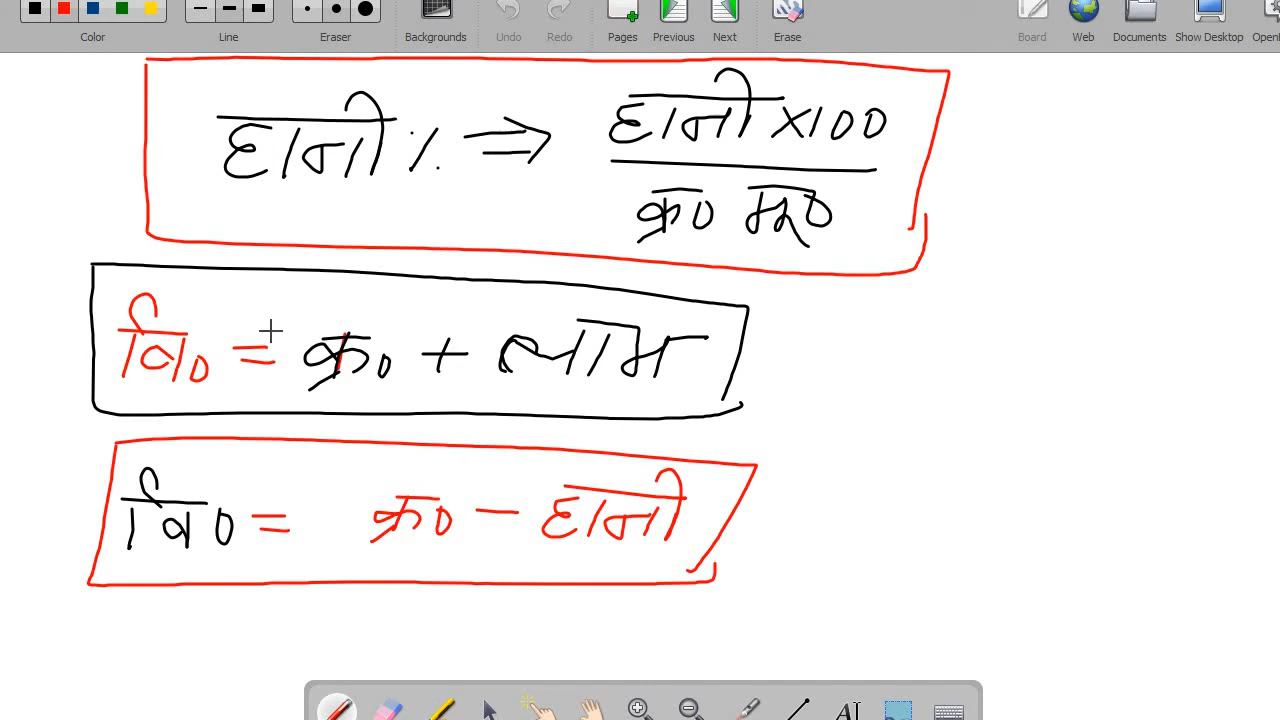 Color Line Eraser Backgrounds Undo Redo Pages Previous Next Erase Board Web Documents Show Desktop Open
हानी % ⇒ हानी × 100
क्र० मू०
वि० = क्र० + लाभ
वि० = क्र० - हानी